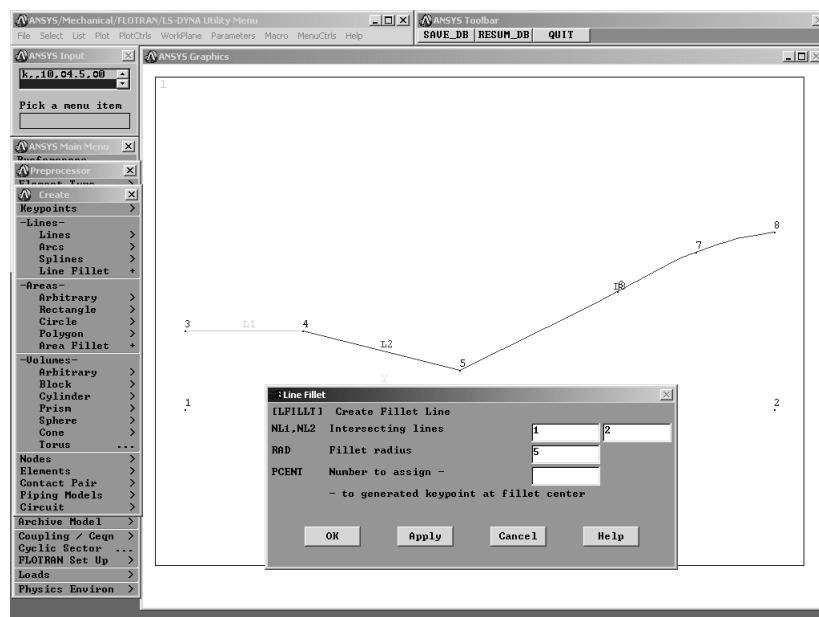 ANSYS/Mechanical/FLOTRAN/LS-DYNA Utility Menu
File Select List Plot PlotCtrls WorkPlane Parameters Macro MenuCtrls Help
ANSYS Toolbar
SAVE_DB RESUM_DB QUIT
ANSYS Input
k,,10,04.5,00
Pick a menu item
ANSYS Main Menu
Preferences
Preprocessor
Element Type >
Create
Keypoints >
-Lines-
Lines >
Arcs >
Splines >
Line Fillet +
-Areas-
Arbitrary >
Rectangle >
Circle >
Polygon >
Area Fillet +
-Volumes-
Arbitrary >
Block >
Cylinder >
Prism >
Sphere >
Cone >
Torus ...
Nodes >
Elements >
Contact Pair >
Piping Models >
Circuit >
Archive Model >
Coupling / Ceqn >
Cyclic Sector ...
FLOTRAN Set Up >
Loads >
Physics Environ >
ANSYS Graphics
1
8
7
3 L1 4
L2
5
Y
1
2
Line Fillet
[LFILLT] Create Fillet Line
NL1,NL2 Intersecting lines 1 2
RAD Fillet radius 5
PCENT Number to assign -
- to generated keypoint at fillet center
OK Apply Cancel Help